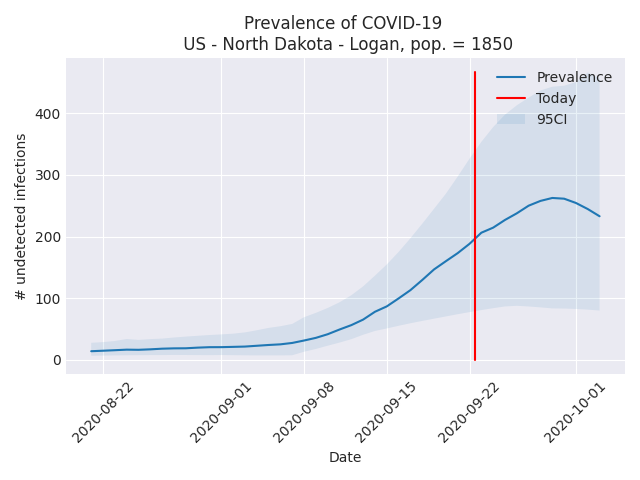 Prevalence of COVID-19
US - North Dakota - Logan, pop. = 1850
Prevalence
Today
95CI
# undetected infections
400
300
200
100
0
2020-08-22
2020-09-01
2020-09-08
2020-09-15
2020-09-22
2020-10-01
Date